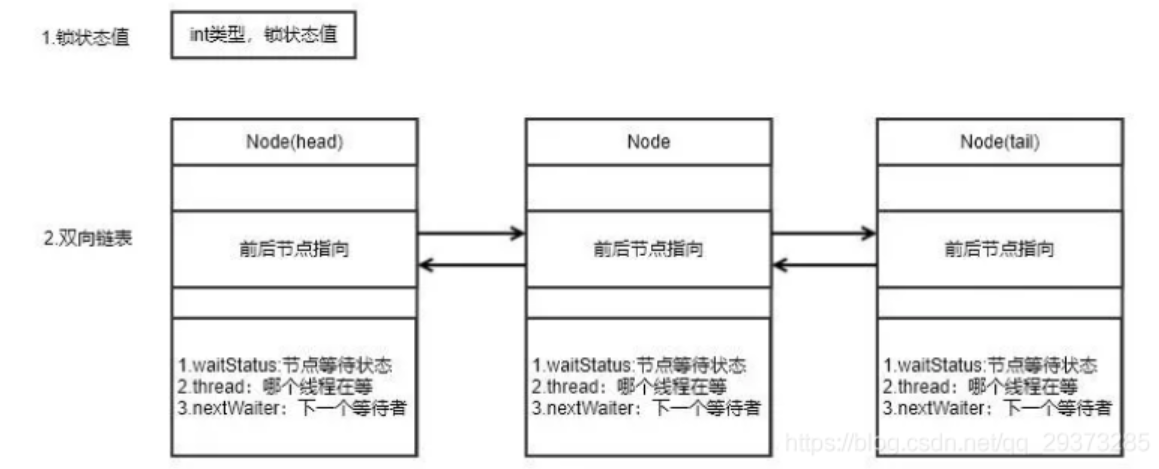 1.锁状态值
int类型，锁状态值
Node(head)
Node
Node(tail)
2.双向链表
前后节点指向
前后节点指向
前后节点指向
1.waitStatus:节点等待状态
2.thread：哪个线程在等
3.nextWaiter：下一个等待者
1.waitStatus:节点等待状态
2.thread：哪个线程在等
3.nextWaiter：下一个等待者
1.waitStatus:节点等待状态
2.thread：哪个线程在等
3.nextWaiter：下一个等待者
https://blog.csdn.net/qq_29373285